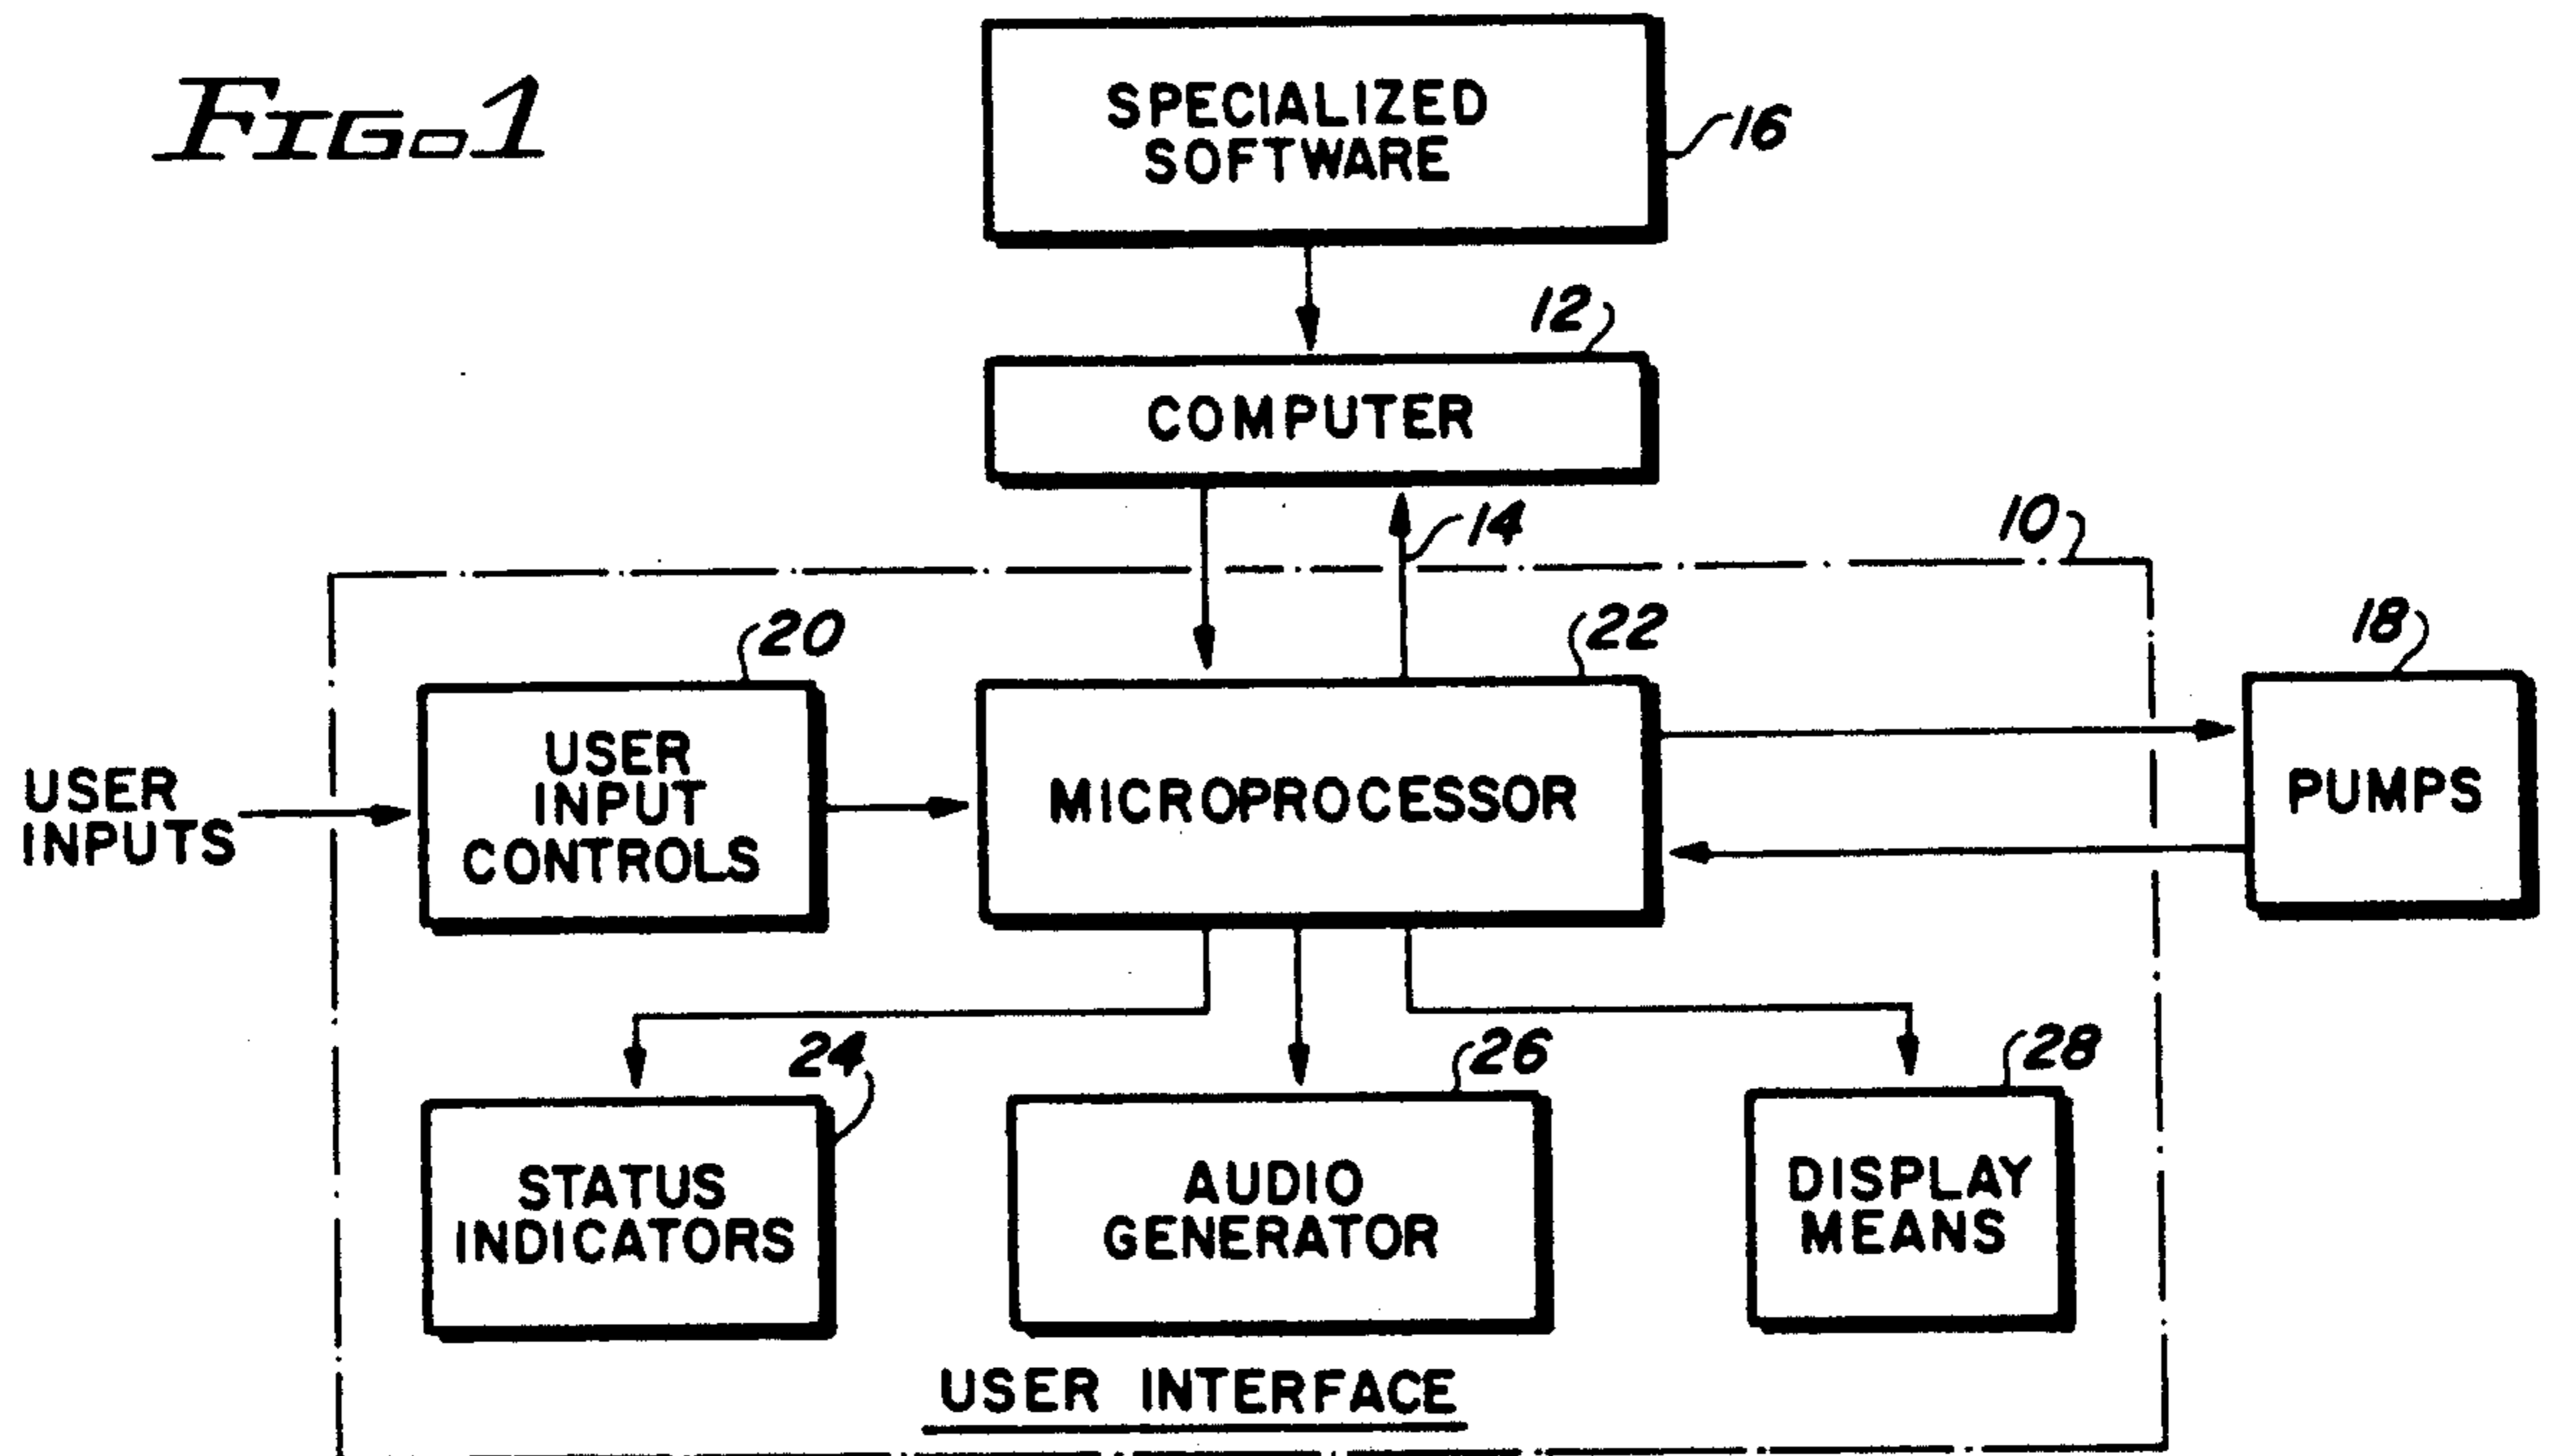 FIG. 1
SPECIALIZED
SOFTWARE
16
12
COMPUTER
14
10
20
22
18
USER
INPUTS
USER
INPUT
CONTROLS
MICROPROCESSOR
PUMPS
24
26
28
STATUS
INDICATORS
AUDIO
GENERATOR
DISPLAY
MEANS
USER INTERFACE